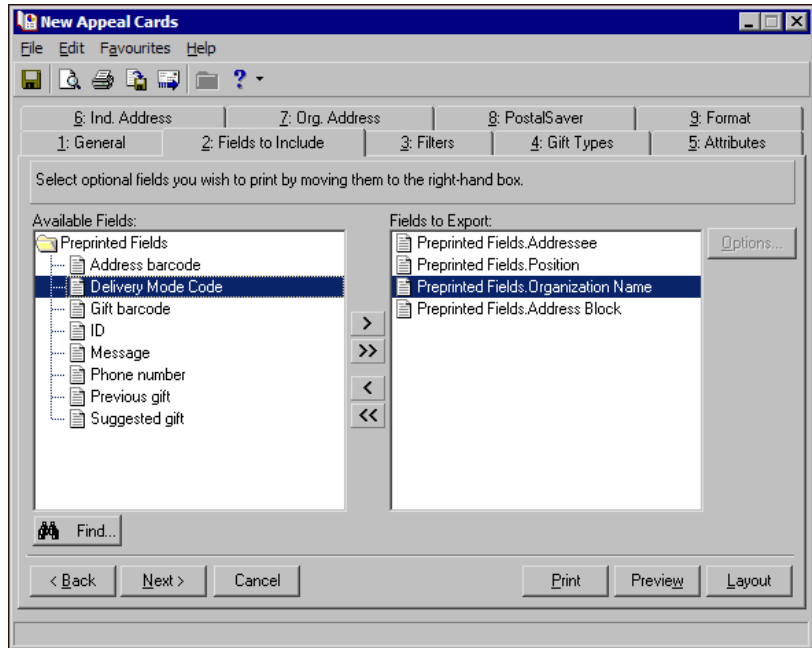 New Appeal Cards
File Edit Favourites Help
?
6: Ind. Address 7: Org. Address 8: PostalSaver 9: Format
1: General 2: Fields to Include 3: Filters 4: Gift Types 5: Attributes
Select optional fields you wish to print by moving them to the right-hand box.
Available Fields: Fields to Export:
Preprinted Fields Preprinted Fields.Addressee Options...
Address barcode Preprinted Fields.Position
Delivery Mode Code Preprinted Fields.Organization Name
Gift barcode Preprinted Fields.Address Block
ID >
Message >>
Phone number
Previous gift <
Suggested gift <<
Find...
< Back Next > Cancel Print Preview Layout